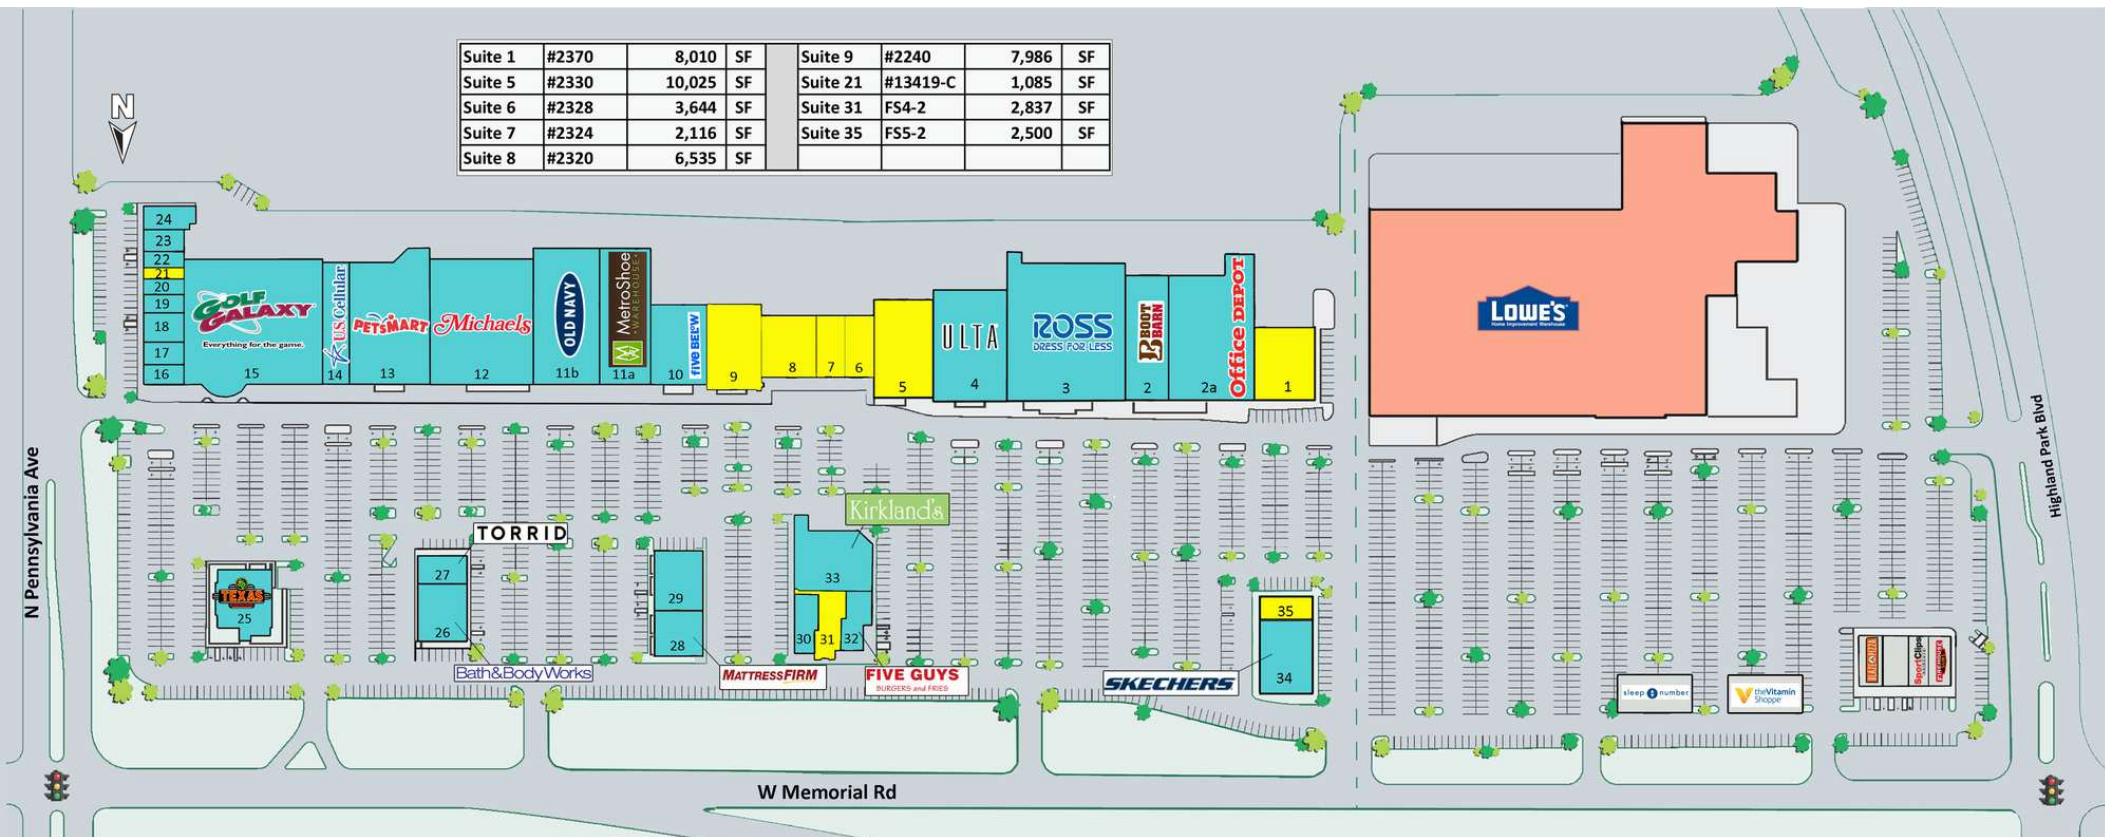 Suite 1 #2370 8,010 SF Suite 9 #2240 7,986 SF
Suite 5 #2330 10,025 SF Suite 21 #13419-C 1,085 SF
Suite 6 #2328 3,644 SF Suite 31 FS4-2 2,837 SF
Suite 7 #2324 2,116 SF Suite 35 FS5-2 2,500 SF
Suite 8 #2320 6,535 SF
N
24
23
22
21
20
19
18
17
16
GOLF
GALAXY
Everything for the game.
15
U.S. Cellular
14
PETSMART
13
Michaels
12
OLD NAVY
11b
MetroShoe
WAREHOUSE
11a
five BEL°W
10
9
8
7
6
5
ULTA
4
ROSS
DRESS FOR LESS
3
BOOT
BARN
2
2a
Office DEPOT
1
LOWE'S
Home Improvement Warehouse
N Pennsylvania Ave
Highland Park Blvd
TEXAS
25
TORRID
27
26
Bath&BodyWorks
29
28
MATTRESSFIRM
Kirkland's
33
30
31
32
FIVE GUYS
BURGERS and FRIES
SKECHERS
35
34
sleep number
theVitamin
Shoppe
SportClips
W Memorial Rd